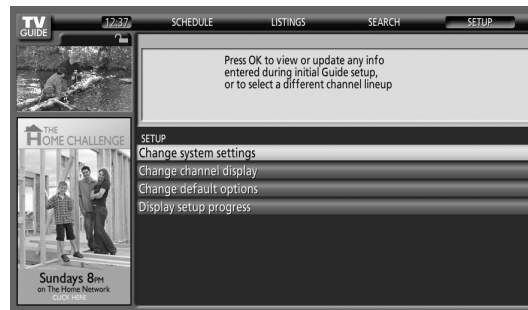 TV
GUIDE
12:37
SCHEDULE
LISTINGS
SEARCH
SETUP
Press OK to view or update any info
entered during initial Guide setup,
or to select a different channel lineup
THE
HOME CHALLENGE
Sundays 8PM
on The Home Network
CLICK HERE
SETUP
Change system settings
Change channel display
Change default options
Display setup progress